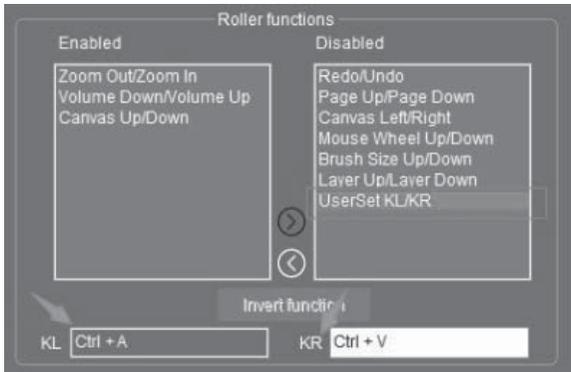 Roller functions
Enabled
Disabled
Zoom Out/Zoom In
Volume Down/Volume Up
Canvas Up/Down
Redo/Undo
Page Up/Page Down
Canvas Left/Right
Mouse Wheel Up/Down
Brush Size Up/Down
Layer Up/Layer Down
UserSet KL/KR
Invert function
KL Ctrl + A
KR Ctrl + V